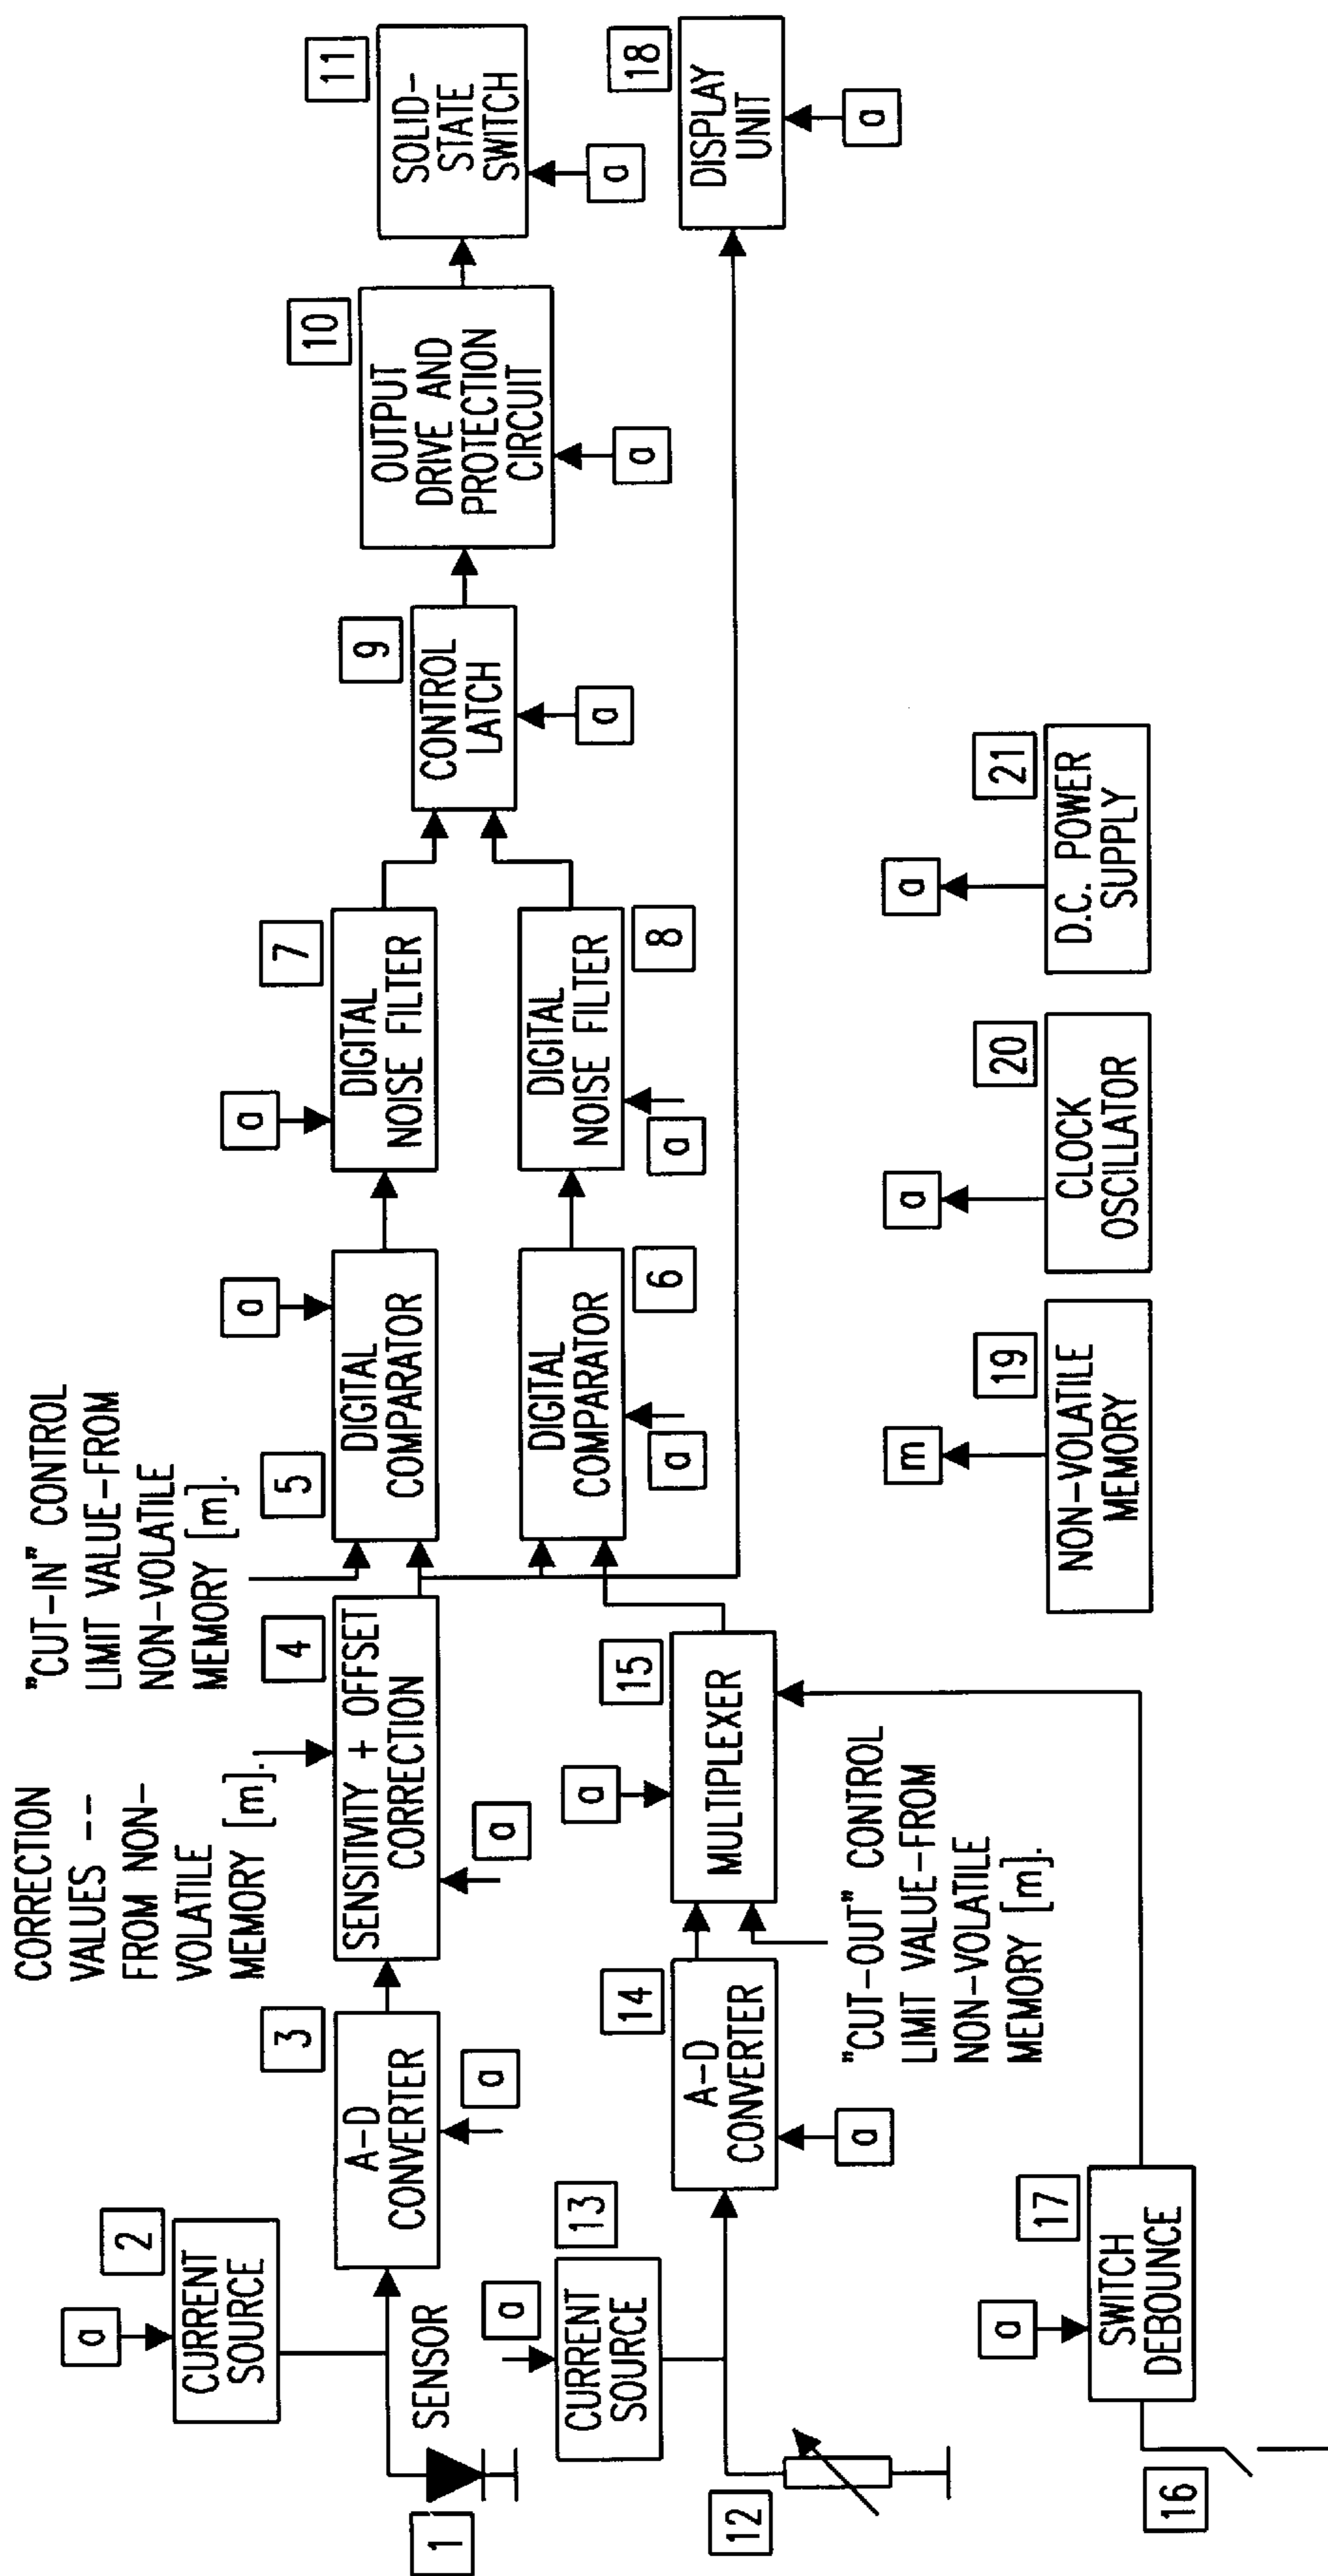 CORRECTION
VALUES --
FROM NON-
VOLATILE
MEMORY [m].
"CUT-IN" CONTROL
LIMIT VALUE-FROM
NON-VOLATILE
MEMORY [m].
a
2
CURRENT
SOURCE
1
SENSOR
3
A-D
CONVERTER
a
4
SENSITIVITY + OFFSET
CORRECTION
a
5
DIGITAL
COMPARATOR
a
7
DIGITAL
NOISE FILTER
a
6
DIGITAL
COMPARATOR
a
8
DIGITAL
NOISE FILTER
a
9
CONTROL
LATCH
a
10
OUTPUT
DRIVE AND
PROTECTION
CIRCUIT
a
11
SOLID-
STATE
SWITCH
a
18
DISPLAY
UNIT
a
a
13
CURRENT
SOURCE
12
14
A-D
CONVERTER
a
15
MULTIPLEXER
a
"CUT-OUT" CONTROL
LIMIT VALUE-FROM
NON-VOLATILE
MEMORY [m].
16
a
17
SWITCH
DEBOUNCE
m
19
NON-VOLATILE
MEMORY
a
20
CLOCK
OSCILLATOR
a
21
D.C. POWER
SUPPLY